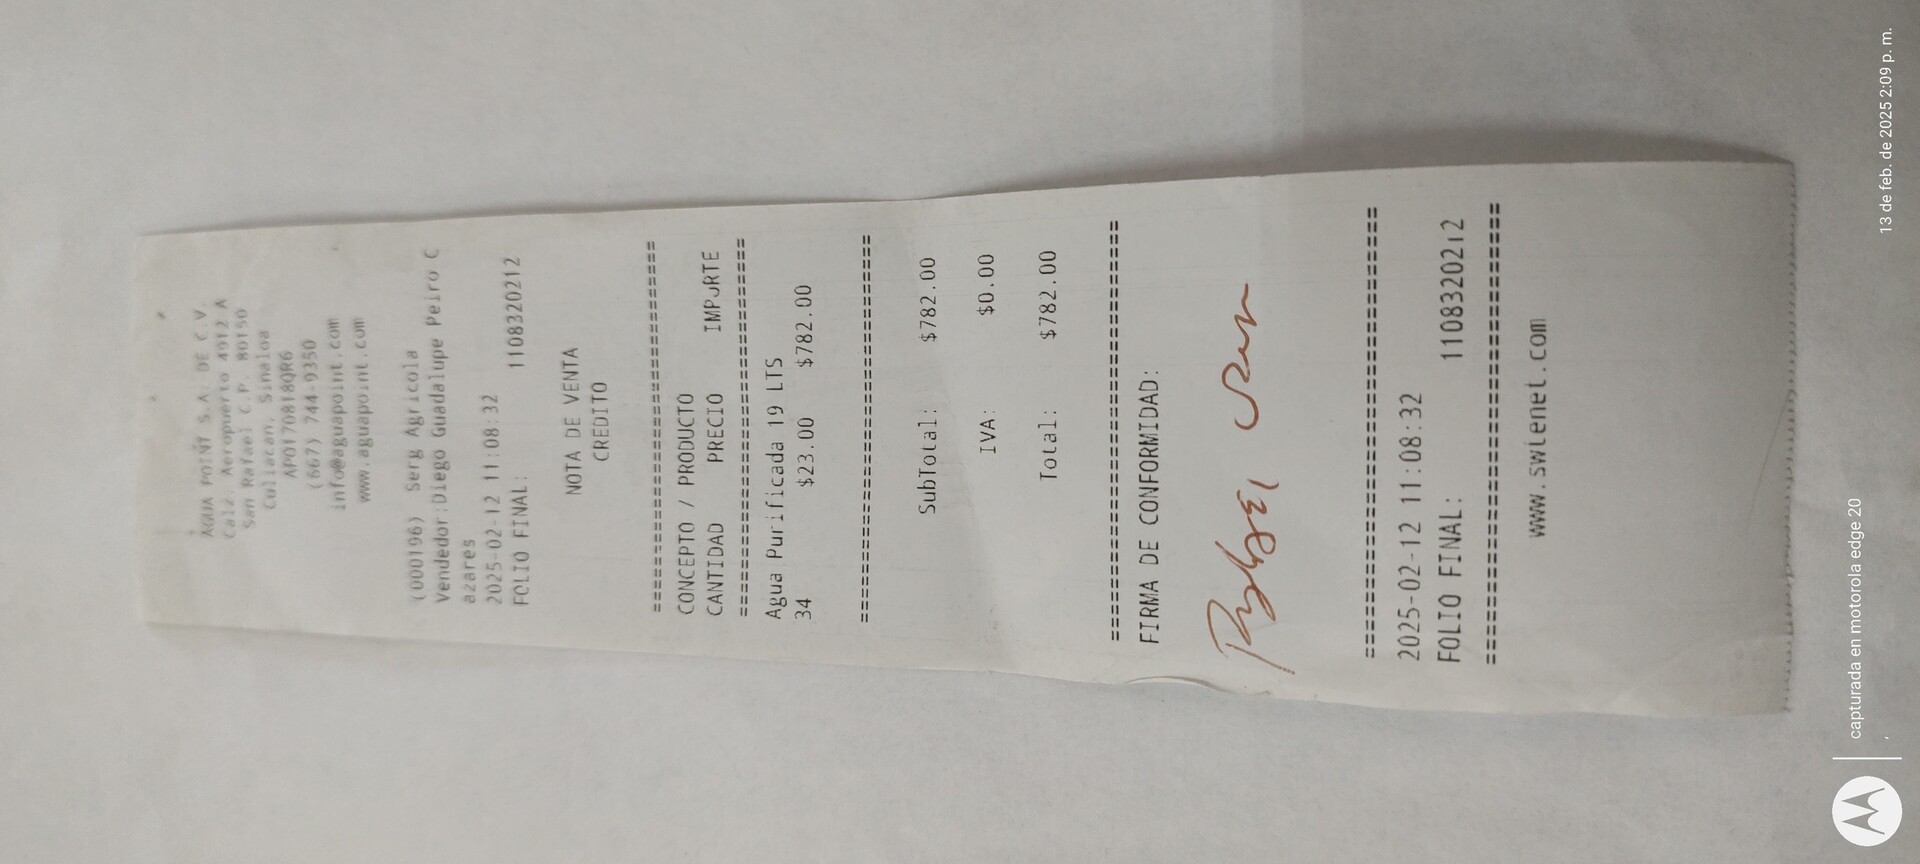 AGUA POINT S.A. DE C.V.
Calz. Aeropuerto 4012 A
San Rafael C.P. 80150
Culiacan, Sinaloa
APO170818QR6
(667) 744-9350
info@aguapoint.com
www.aguapoint.com
(000196) Serg Agricola
Vendedor:Diego Guadalupe Peiro C
azares
2025-02-12 11:08:32
FOLIO FINAL: 1108320212
NOTA DE VENTA
CREDITO
================================
CONCEPTO / PRODUCTO
CANTIDAD PRECIO IMPORTE
================================
Agua Purificada 19 LTS
34 $23.00 $782.00
================================
SubTotal: $782.00
IVA: $0.00
Total: $782.00
================================
FIRMA DE CONFORMIDAD:
================================
2025-02-12 11:08:32
FOLIO FINAL: 1108320212
================================
www.swienet.com
capturada en motorola edge 20
13 de feb. de 2025 2:09 p. m.